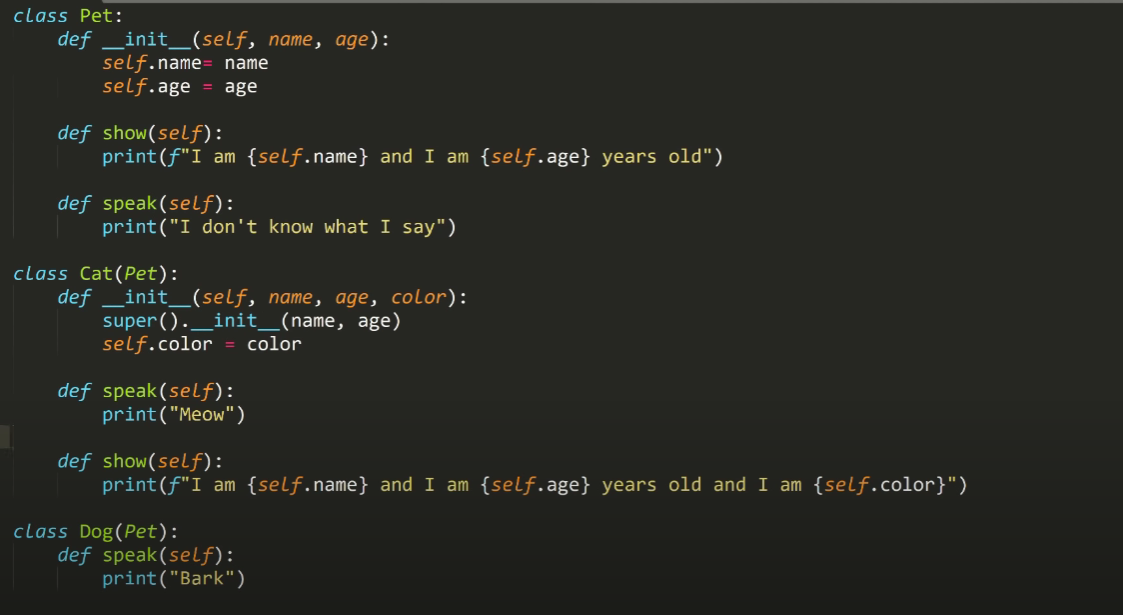 class Pet:
    def __init__(self, name, age):
        self.name= name
        self.age = age
    def show(self):
        print(f"I am {self.name} and I am {self.age} years old")
    def speak(self):
        print("I don't know what I say")
class Cat(Pet):
    def __init__(self, name, age, color):
        super().__init__(name, age)
        self.color = color
    def speak(self):
        print("Meow")
    def show(self):
        print(f"I am {self.name} and I am {self.age} years old and I am {self.color}")
class Dog(Pet):
    def speak(self):
        print("Bark")